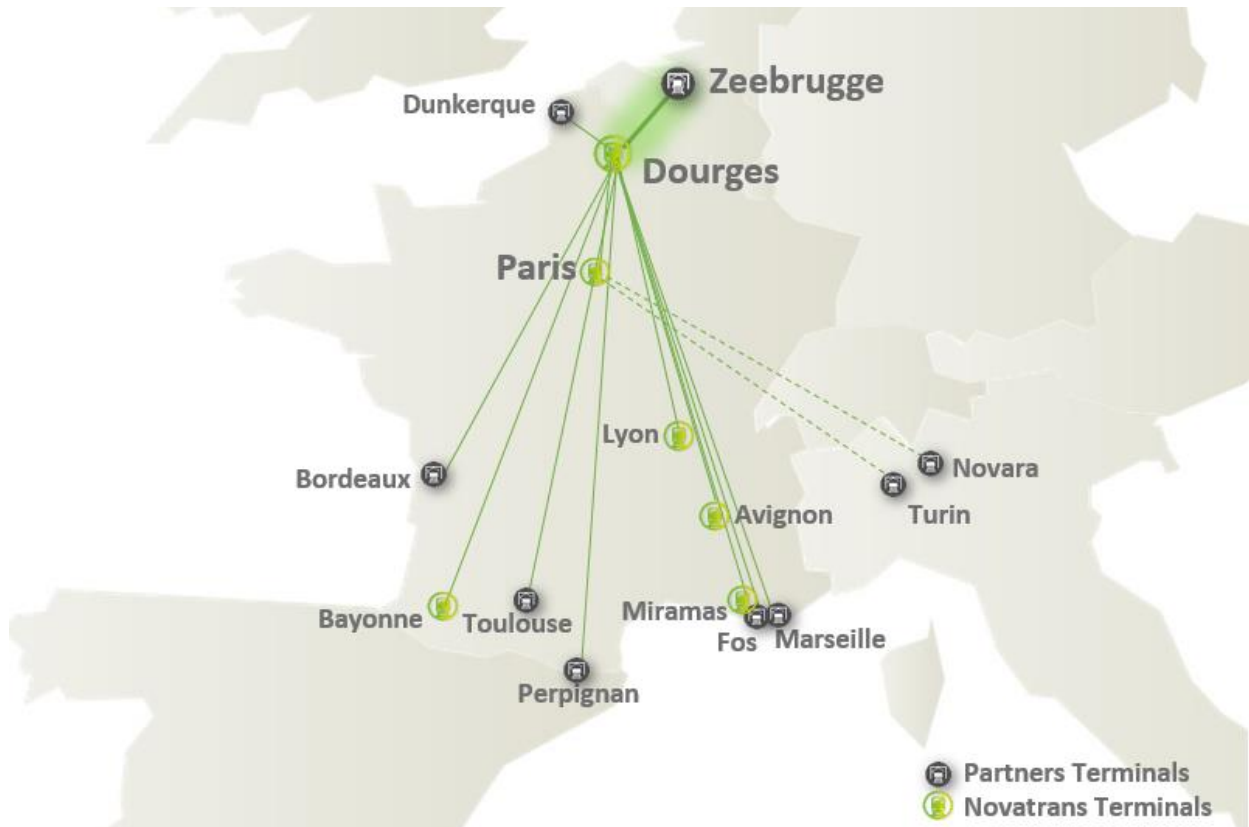 Zeebrugge
Dunkerque
Dourges
Paris
Lyon
Novara
Bordeaux
Turin
Avignon
Bayonne
Toulouse
Miramas
Fos
Marseille
Perpignan
Partners Terminals
Novatrans Terminals